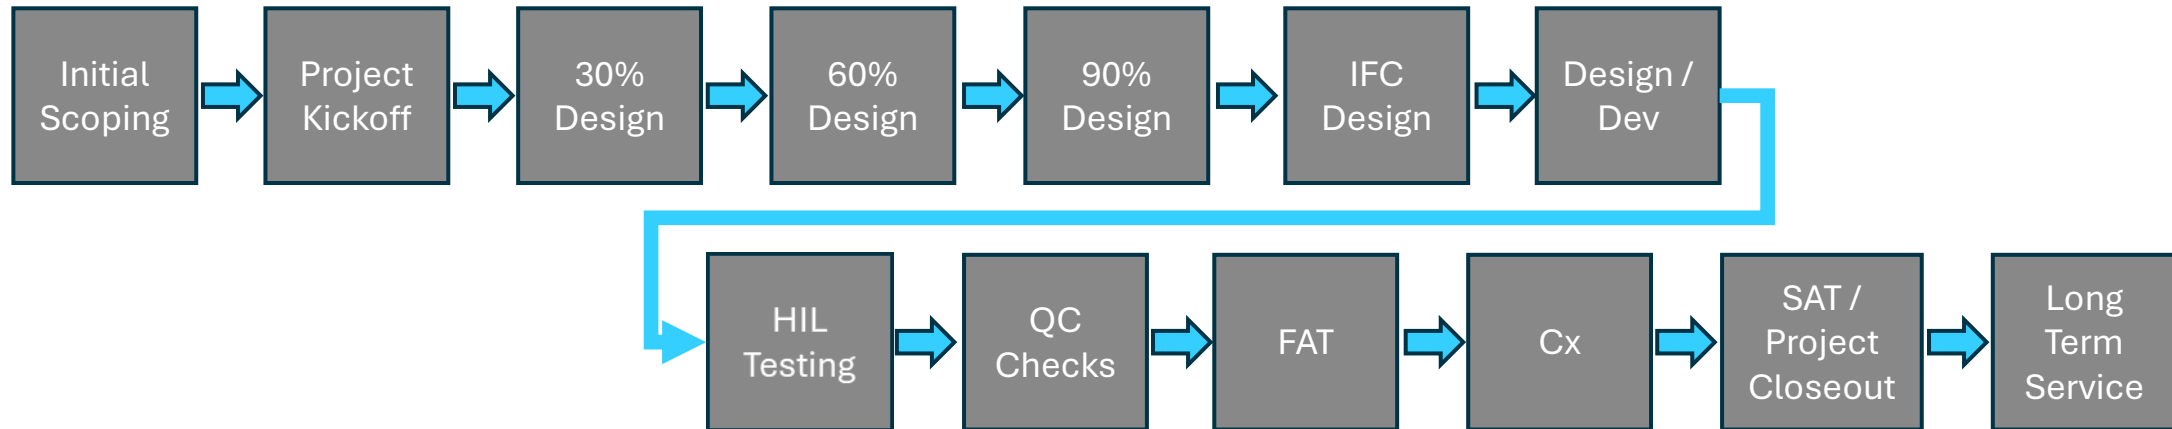 Initial
Scoping
Project
Kickoff
30%
Design
60%
Design
90%
Design
IFC
Design
Design /
Dev
HIL
Testing
QC
Checks
FAT
Cx
SAT /
Project
Closeout
Long
Term
Service